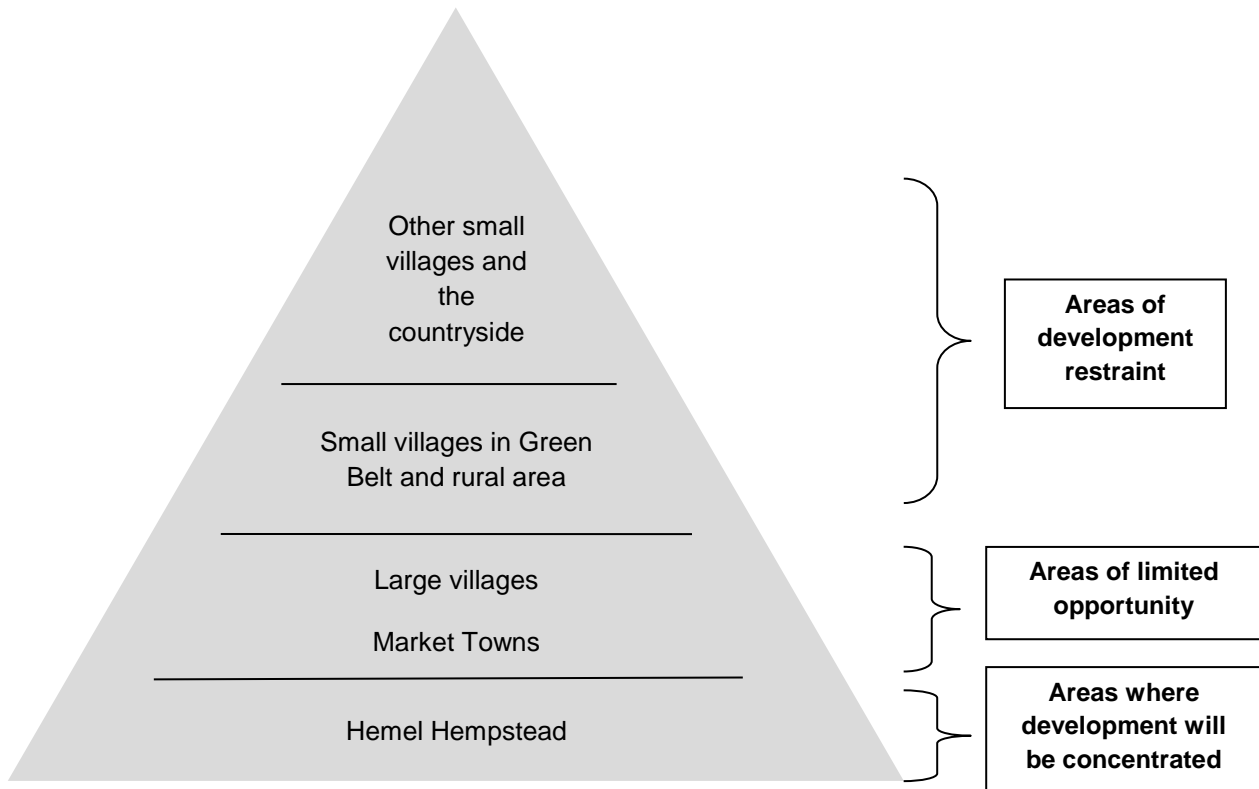 Other small
villages and
the
countryside
Areas of
development
restraint
Small villages in Green
Belt and rural area
Large villages
Market Towns
Areas of limited
opportunity
Hemel Hempstead
Areas where
development will
be concentrated